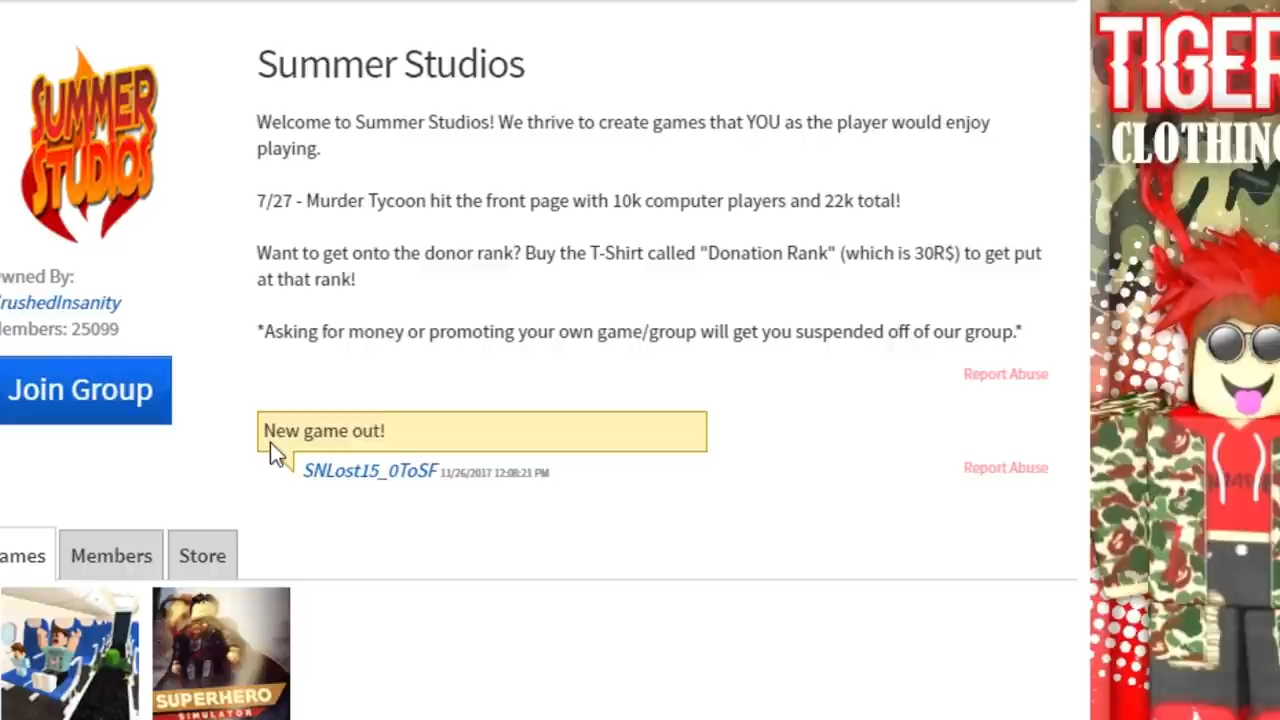 SUMMER
STUDIOS
Summer Studios
Welcome to Summer Studios! We thrive to create games that YOU as the player would enjoy
playing.
7/27 - Murder Tycoon hit the front page with 10k computer players and 22k total!
Want to get onto the donor rank? Buy the T-Shirt called "Donation Rank" (which is 30R$) to get put
at that rank!
*Asking for money or promoting your own game/group will get you suspended off of our group.*
Report Abuse
wned By:
rushedInsanity
embers: 25099
Join Group
New game out!
SNLost15_0ToSF 11/26/2017 12:08:21 PM
Report Abuse
ames
Members
Store
SUPERHERO
SIMULATOR
TIGER
CLOTHING